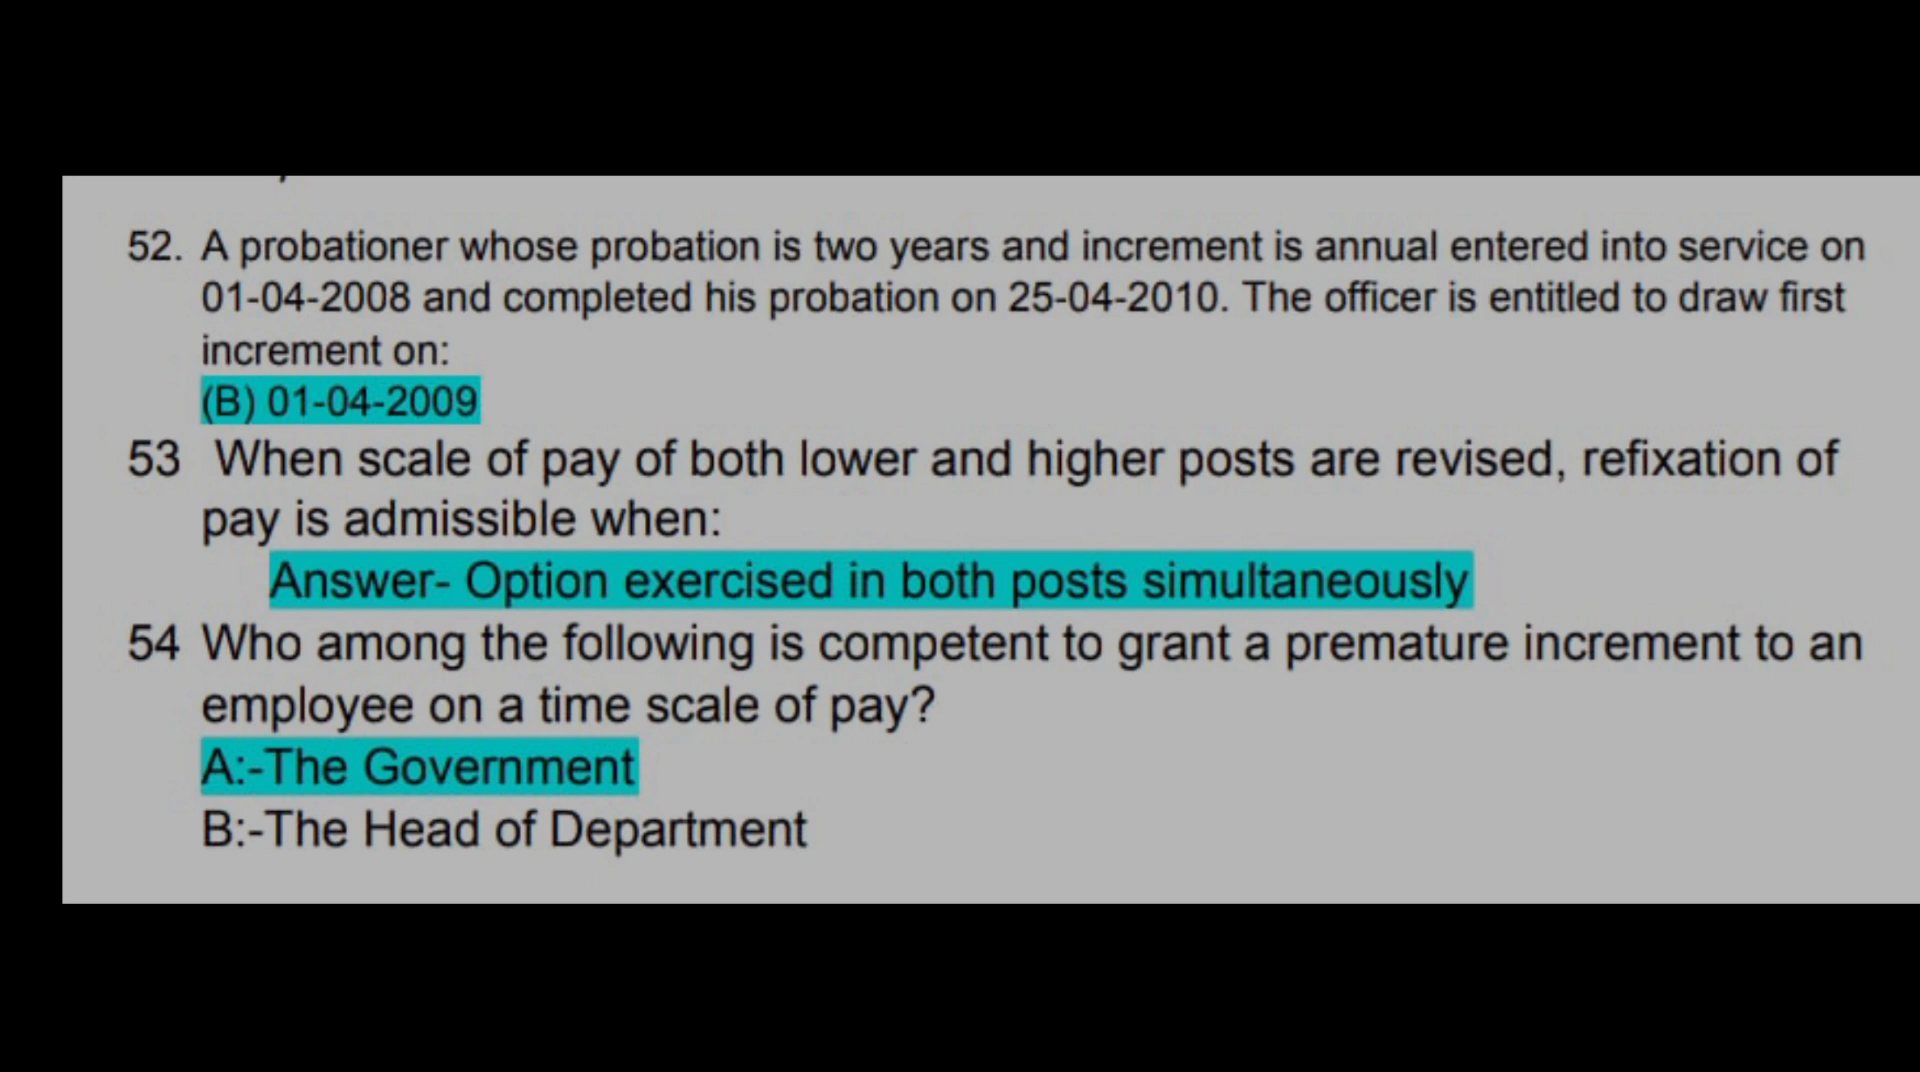 52. A probationer whose probation is two years and increment is annual entered into service on
01-04-2008 and completed his probation on 25-04-2010. The officer is entitled to draw first
increment on:
(B) 01-04-2009
53 When scale of pay of both lower and higher posts are revised, refixation of
pay is admissible when:
Answer- Option exercised in both posts simultaneously
54 Who among the following is competent to grant a premature increment to an
employee on a time scale of pay?
A:-The Government
B:-The Head of Department